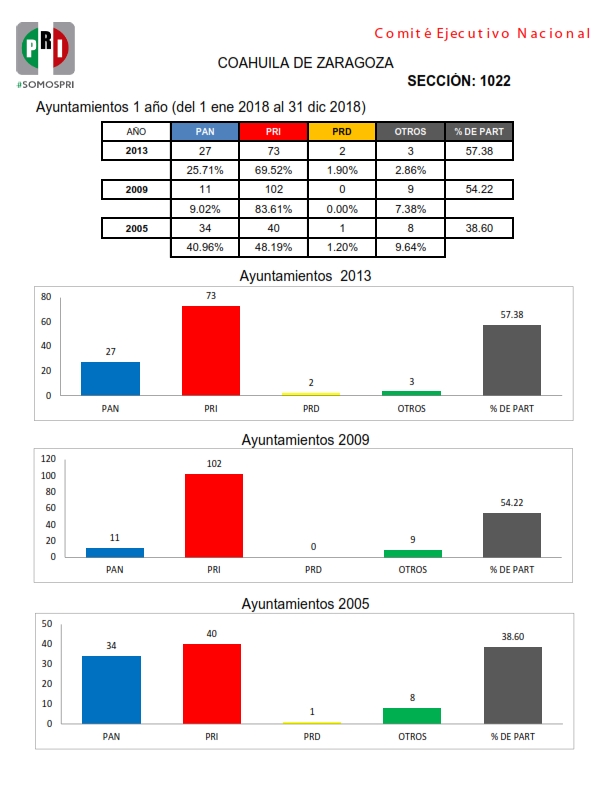 Comité Ejecutivo Nacional
PRI
#SOMOSPRI
COAHUILA DE ZARAGOZA
SECCIÓN: 1022
Ayuntamientos 1 año (del 1 ene 2018 al 31 dic 2018)
AÑO PAN PRI PRD OTROS % DE PART
2013 27 73 2 3 57.38
25.71% 69.52% 1.90% 2.86%
2009 11 102 0 9 54.22
9.02% 83.61% 0.00% 7.38%
2005 34 40 1 8 38.60
40.96% 48.19% 1.20% 9.64%
Ayuntamientos 2013
80
60
40
20
0
27 73 2 3 57.38
PAN PRI PRD OTROS % DE PART
Ayuntamientos 2009
120
100
80
60
40
20
0
11 102 0 9 54.22
PAN PRI PRD OTROS % DE PART
Ayuntamientos 2005
50
40
30
20
10
0
34 40 1 8 38.60
PAN PRI PRD OTROS % DE PART